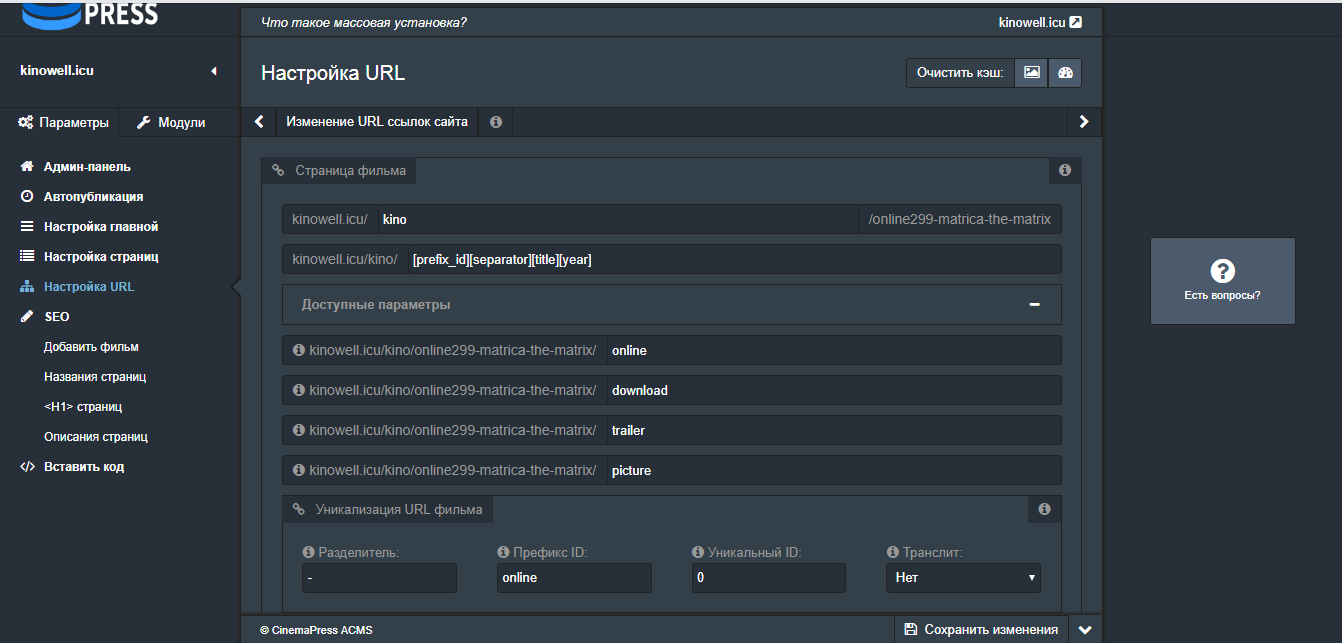 PRESS
Что такое массовая установка?
kinowell.icu
kinowell.icu
Настройка URL
Очистить кэш:
Параметры
Модули
Изменение URL ссылок сайта
Админ-панель
Автопубликация
Настройка главной
Настройка страниц
Настройка URL
SEO
Добавить фильм
Названия страниц
<H1> страниц
Описания страниц
Вставить код
Страница фильма
kinowell.icu/ kino /online299-matrica-the-matrix
kinowell.icu/kino/ [prefix_id][separator][title][year]
Доступные параметры
kinowell.icu/kino/online299-matrica-the-matrix/ online
kinowell.icu/kino/online299-matrica-the-matrix/ download
kinowell.icu/kino/online299-matrica-the-matrix/ trailer
kinowell.icu/kino/online299-matrica-the-matrix/ picture
Уникализация URL фильма
Разделитель: Префикс ID: Уникальный ID: Транслит:
- online 0 Нет
© CinemaPress ACMS
Сохранить изменения
Есть вопросы?